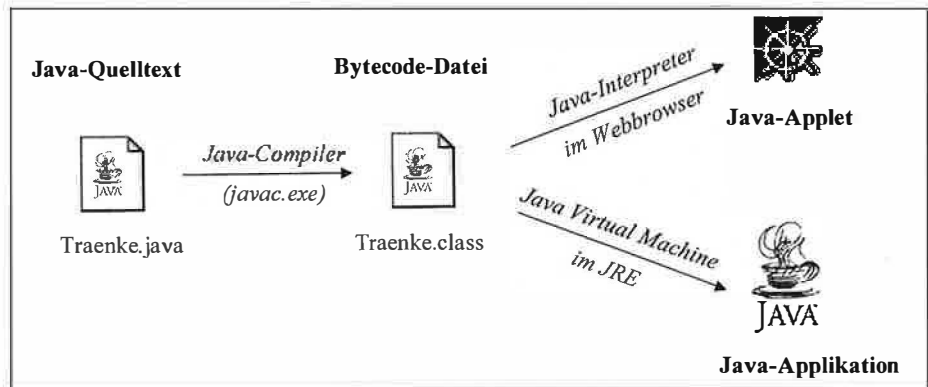 Java-Quelltext
Bytecode-Datei
Java-Interpreter
im Webbrowser
Java-Applet
JAVA
Java-Compiler
(javac.exe)
JAVA
Traenke.java
Traenke.class
Java Virtual Machine
im JRE
JAVA
Java-Applikation